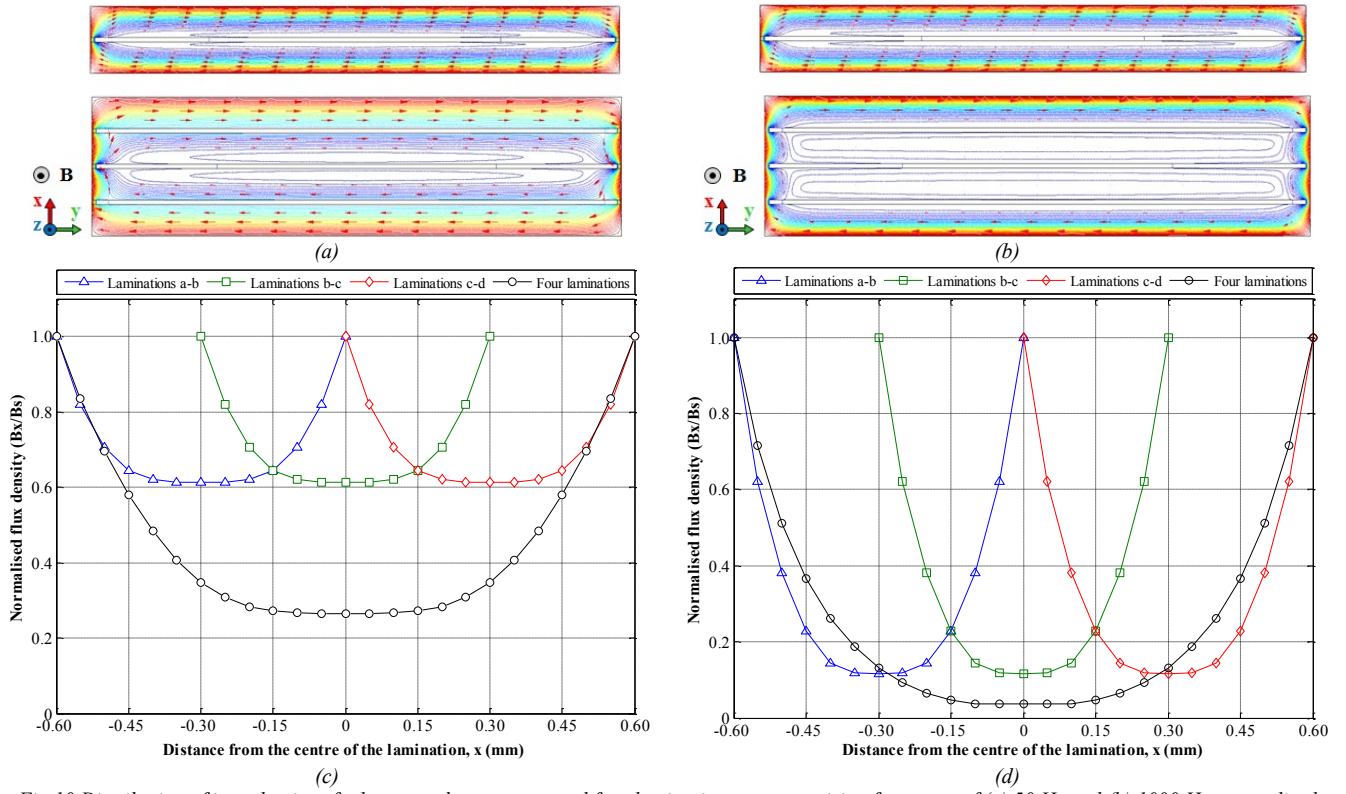 B
x
y
z
(a)
B
x
y
z
(b)
Laminations a-b Laminations b-c Laminations c-d Four laminations
1.0
0.8
0.6
0.4
0.2
0
Normalised flux density (Bx/Bs)
-0.60 -0.45 -0.30 -0.15 0 0.15 0.30 0.45 0.60
Distance from the centre of the lamination, x (mm)
(c)
Laminations a-b Laminations b-c Laminations c-d Four laminations
1.0
0.8
0.6
0.4
0.2
0
Normalised flux density (Bx/Bs)
-0.60 -0.45 -0.30 -0.15 0 0.15 0.30 0.45 0.60
Distance from the centre of the lamination, x (mm)
(d)